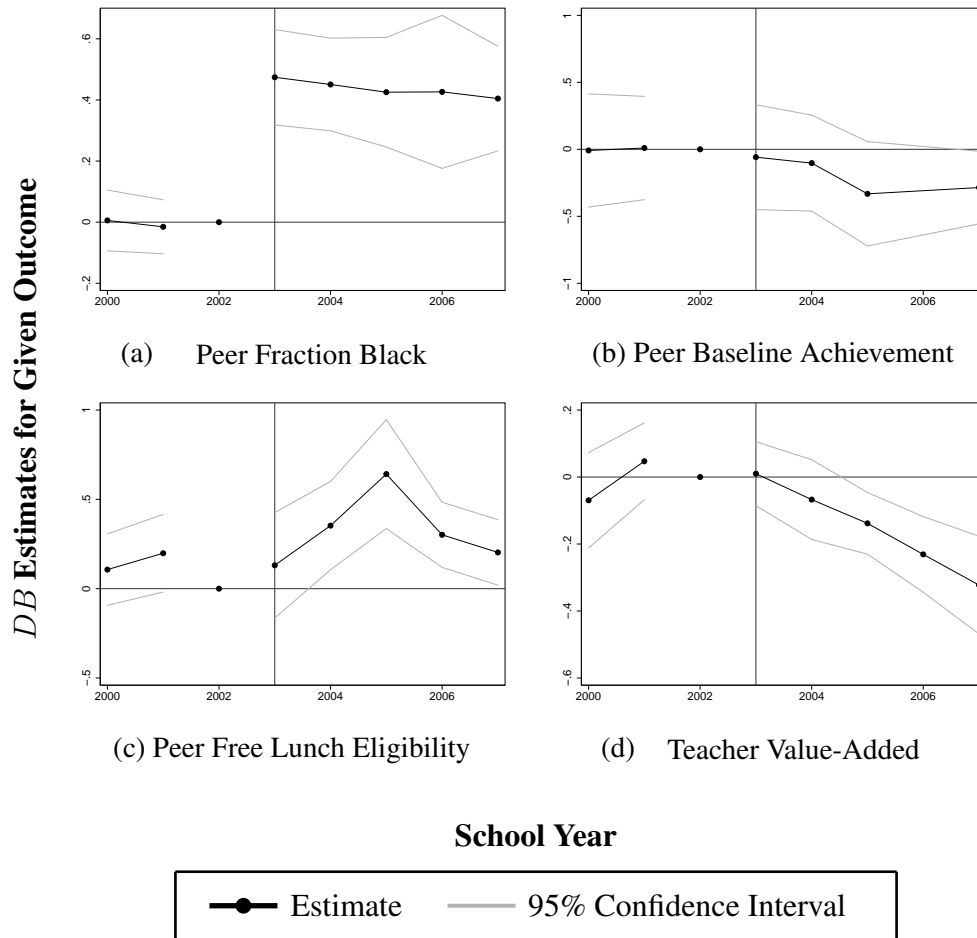 DB Estimates for Given Outcome
.6
.4
.2
0
-.2
2000 2002 2004 2006
(a) Peer Fraction Black
1
.5
0
-.5
-1
2000 2002 2004 2006
(b) Peer Baseline Achievement
1
.5
0
-.5
2000 2002 2004 2006
(c) Peer Free Lunch Eligibility
.2
0
-.2
-.4
-.6
2000 2002 2004 2006
(d) Teacher Value-Added
School Year
Estimate 95% Confidence Interval